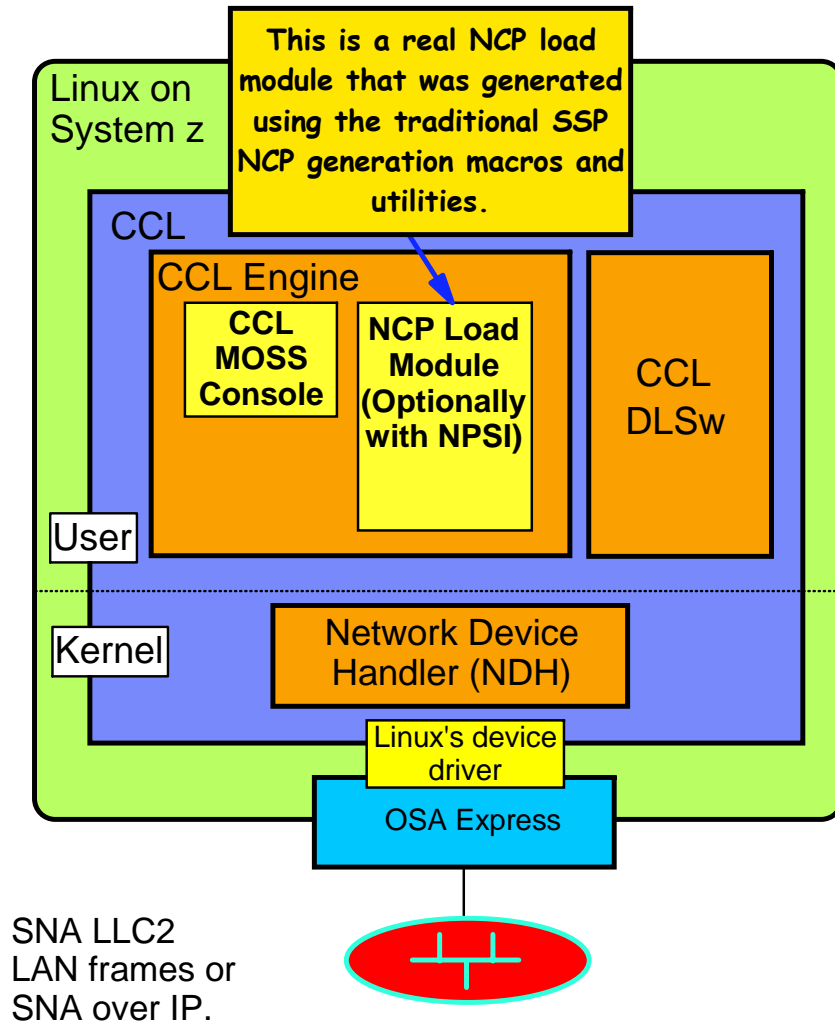 This is a real NCP load
module that was generated
using the traditional SSP
NCP generation macros and
utilities.
Linux on
System z
CCL
CCL Engine
CCL
MOSS
Console
NCP Load
Module
(Optionally
with NPSI)
CCL
DLSw
User
Kernel
Network Device
Handler (NDH)
Linux's device
driver
OSA Express
SNA LLC2
LAN frames or
SNA over IP.